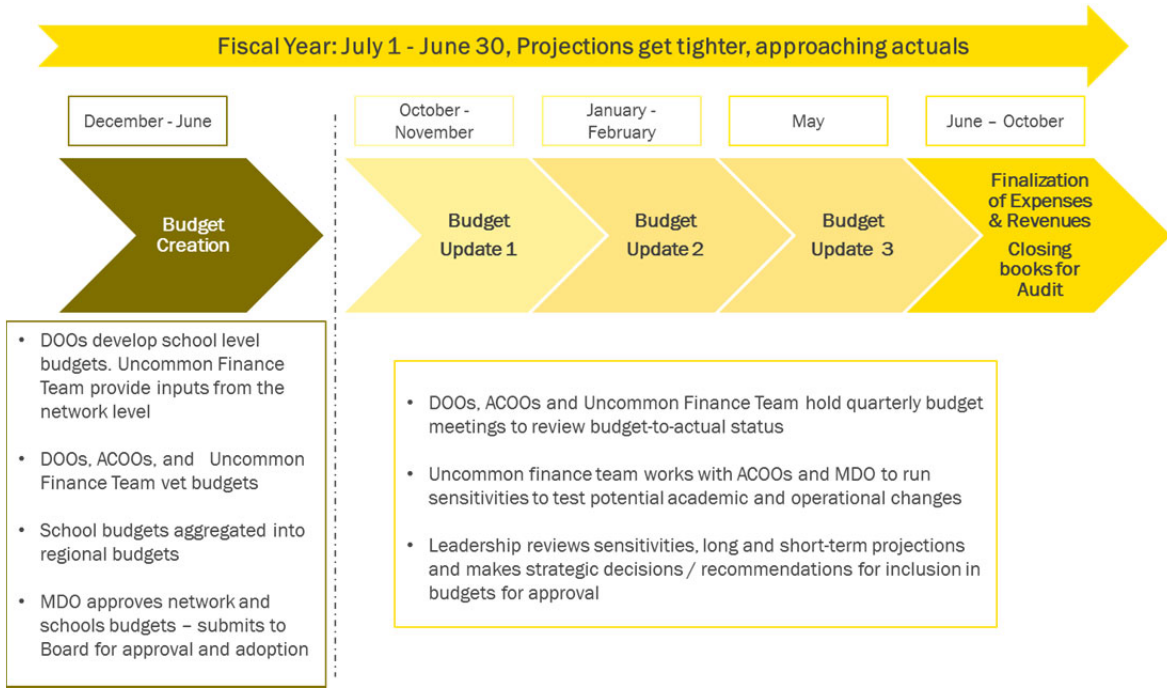 Fiscal Year: July 1 - June 30, Projections get tighter, approaching actuals
December - June
October -
November
January -
February
May
June – October
Budget
Creation
Budget
Update 1
Budget
Update 2
Budget
Update 3
Finalization
of Expenses
& Revenues
Closing
books for
Audit
• DOOs develop school level
budgets. Uncommon Finance
Team provide inputs from the
network level
• DOOs, ACOOs, and Uncommon
Finance Team vet budgets
• School budgets aggregated into
regional budgets
• MDO approves network and
schools budgets – submits to
Board for approval and adoption
• DOOs, ACOOs and Uncommon Finance Team hold quarterly budget
meetings to review budget-to-actual status
• Uncommon finance team works with ACOOs and MDO to run
sensitivities to test potential academic and operational changes
• Leadership reviews sensitivities, long and short-term projections
and makes strategic decisions / recommendations for inclusion in
budgets for approval